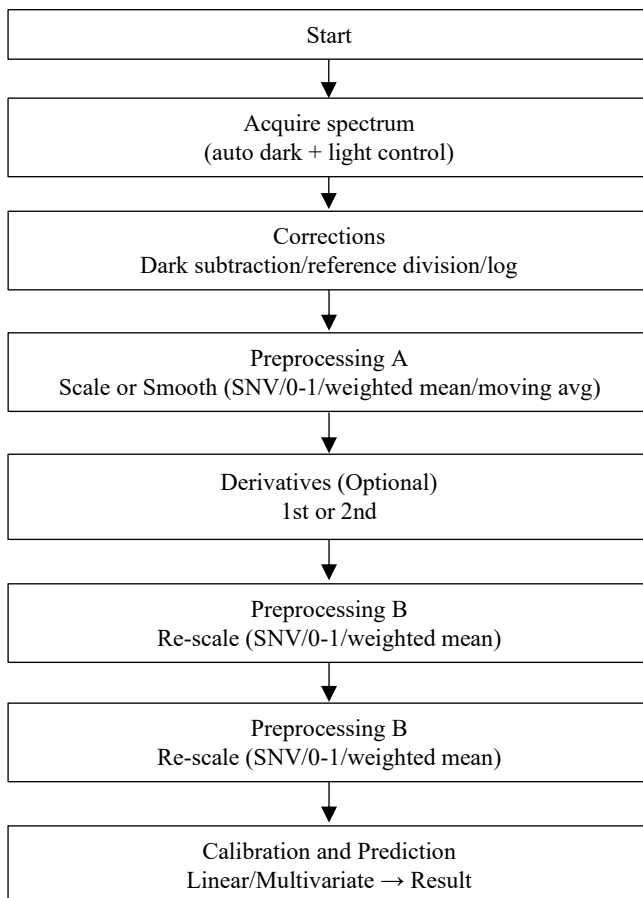 Start
Acquire spectrum
(auto dark + light control)
Corrections
Dark subtraction/reference division/log
Preprocessing A
Scale or Smooth (SNV/0-1/weighted mean/moving avg)
Derivatives (Optional)
1st or 2nd
Preprocessing B
Re-scale (SNV/0-1/weighted mean)
Preprocessing B
Re-scale (SNV/0-1/weighted mean)
Calibration and Prediction
Linear/Multivariate → Result